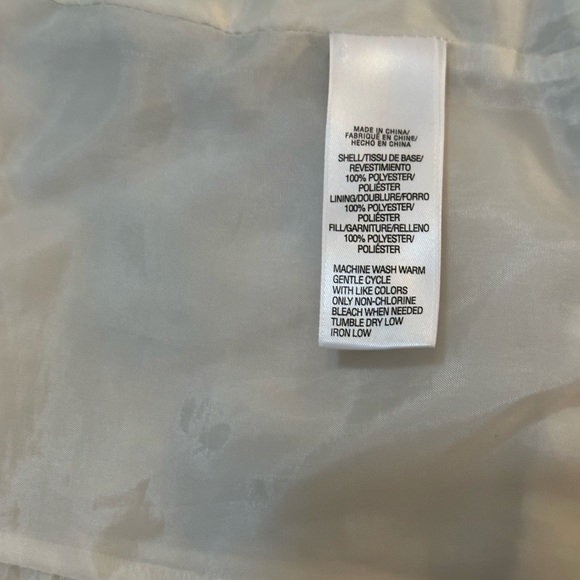 MADE IN CHINA/
FABRIQUÉ EN CHINE/
HECHO EN CHINA
SHELL/TISSU DE BASE/
REVESTIMIENTO
100% POLYESTER/
POLIÉSTER
LINING/DOUBLURE/FORRO
100% POLYESTER/
POLIÉSTER
FILL/GARNITURE/RELLENO
100% POLYESTER/
POLIÉSTER
MACHINE WASH WARM
GENTLE CYCLE
WITH LIKE COLORS
ONLY NON-CHLORINE
BLEACH WHEN NEEDED
TUMBLE DRY LOW
IRON LOW